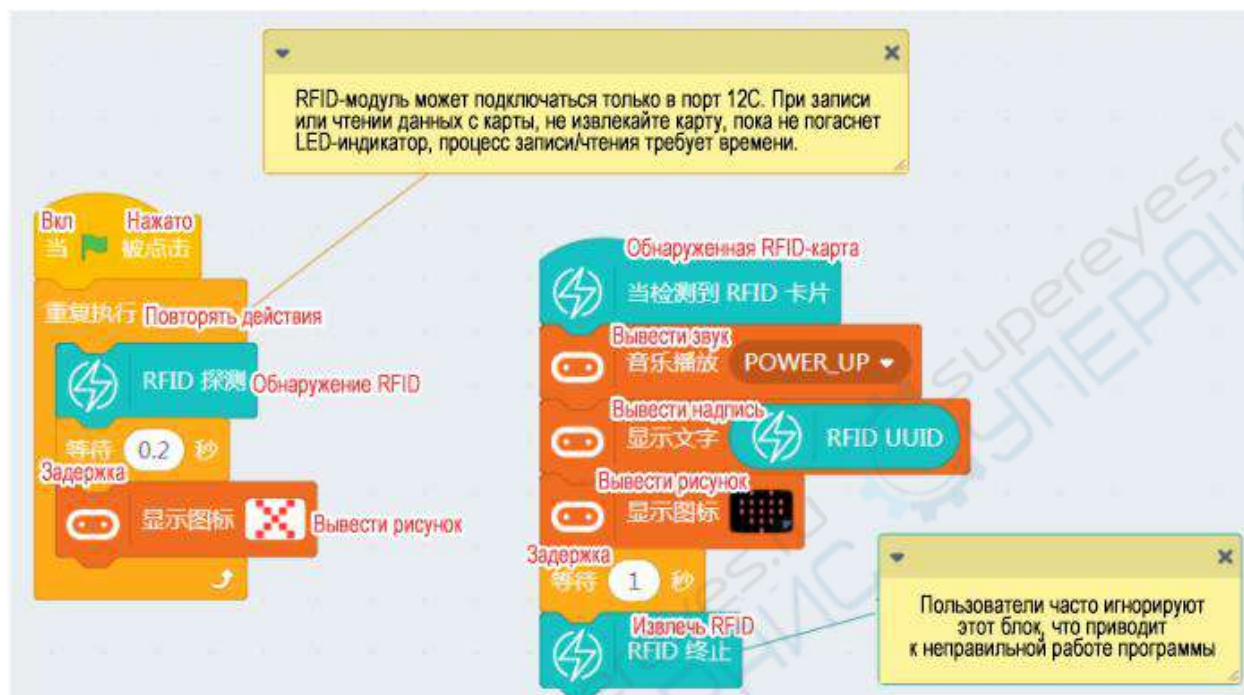 RFID-модуль может подключаться только в порт 12C. При записи
или чтении данных с карты, не извлекайте карту, пока не погаснет
LED-индикатор, процесс записи/чтения требует времени.
Вкл Нажато
当 被点击
重复执行 Повторять действия
RFID 探测 Обнаружение RFID
等待 0.2 秒
Задержка
显示图标 Вывести рисунок
Обнаруженная RFID-карта
当检测到 RFID 卡片
Вывести звук
音乐播放 POWER_UP
Вывести надпись
显示文字 RFID UUID
Вывести рисунок
显示图标
Задержка
等待 1 秒
Извлечь RFID
RFID 终止
Пользователи часто игнорируют
этот блок, что приводит
к неправильной работе программы
supereyes.ru